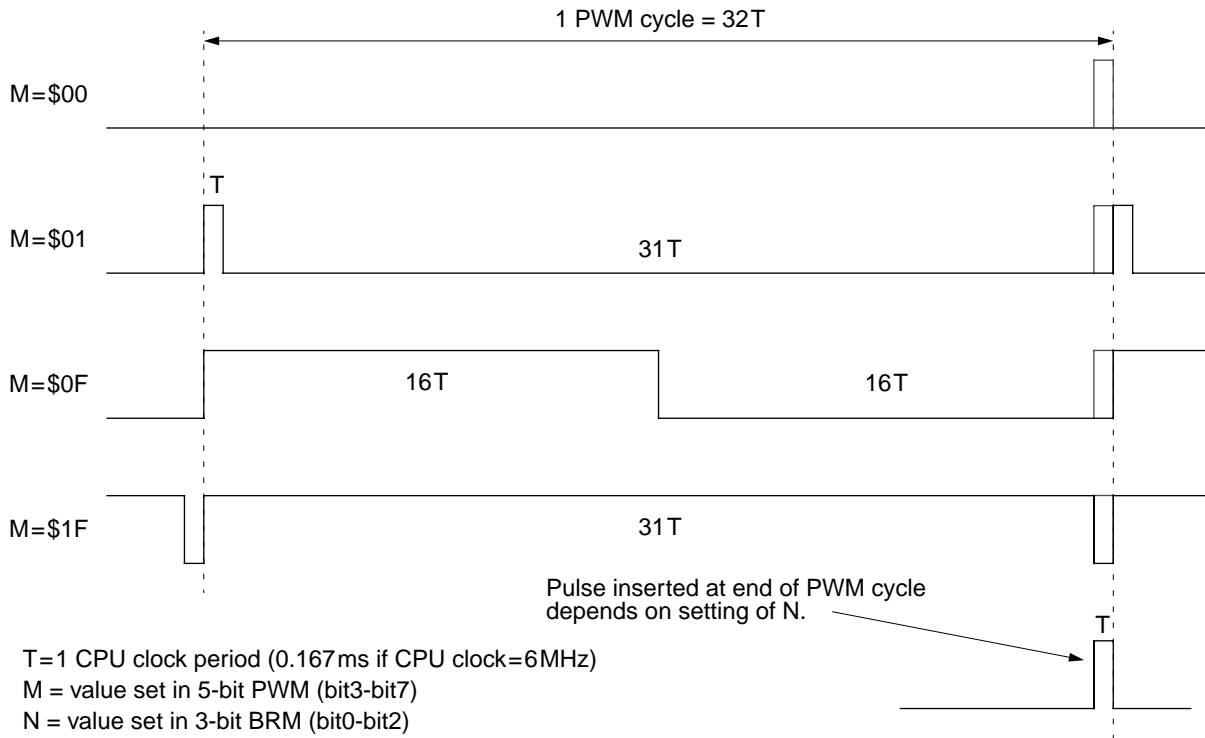 1 PWM cycle = 32T
M=$00
T
M=$01
31T
M=$0F
16T
16T
M=$1F
31T
Pulse inserted at end of PWM cycle
depends on setting of N.
T
T=1 CPU clock period (0.167ms if CPU clock=6MHz)
M = value set in 5-bit PWM (bit3-bit7)
N = value set in 3-bit BRM (bit0-bit2)